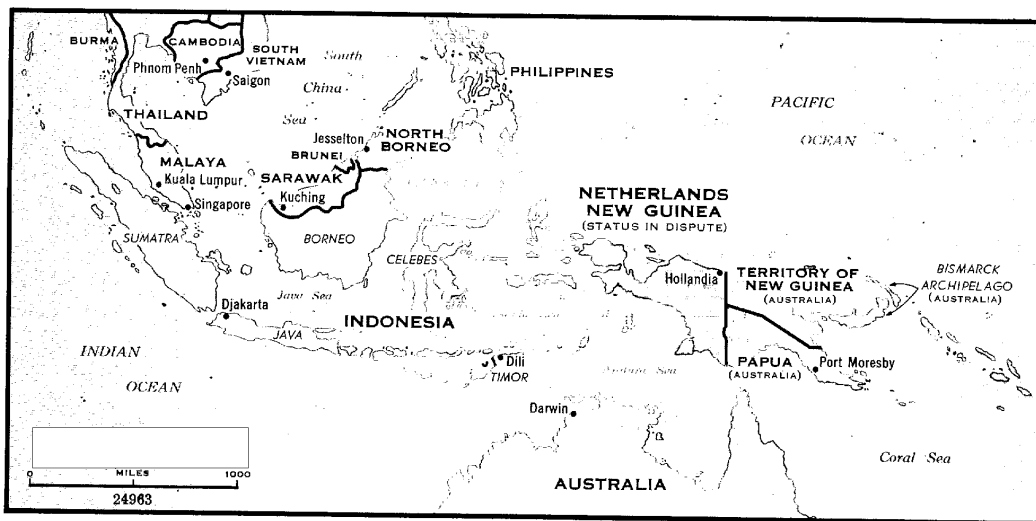 BURMA
CAMBODIA
Phnom Penh
SOUTH
VIETNAM
Saigon
South
China
Sea
PHILIPPINES
PACIFIC
OCEAN
THAILAND
Jesselton
NORTH
BORNEO
BRUNEI
MALAYA
Kuala Lumpur
SARAWAK
Kuching
Singapore
NETHERLANDS
NEW GUINEA
(STATUS IN DISPUTE)
SUMATRA
BORNEO
CELEBES
Hollandia
TERRITORY OF
NEW GUINEA
(AUSTRALIA)
BISMARCK
ARCHIPELAGO
(AUSTRALIA)
Java Sea
Djakarta
INDONESIA
JAVA
INDIAN
OCEAN
Dili
TIMOR
Sea
PAPUA
(AUSTRALIA)
Port Moresby
Darwin
Coral Sea
AUSTRALIA
0 MILES 1000
24963